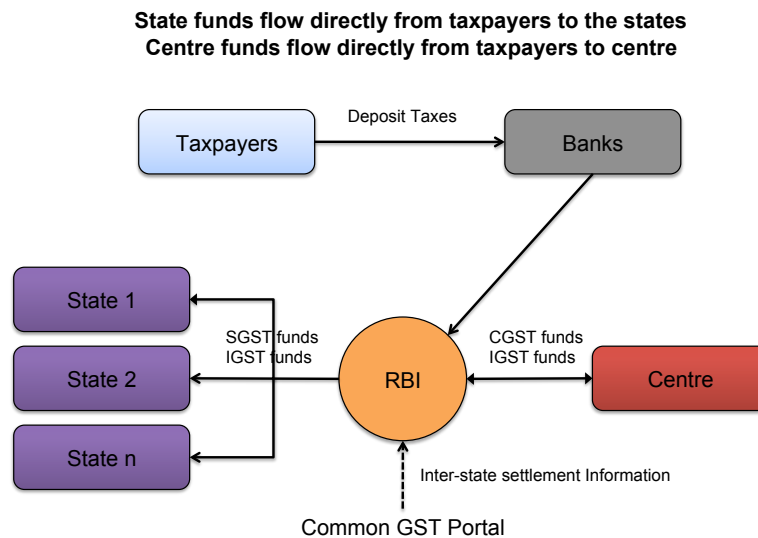 State funds flow directly from taxpayers to the states
Centre funds flow directly from taxpayers to centre
Deposit Taxes
Taxpayers
Banks
State 1
SGST funds
IGST funds
CGST funds
IGST funds
State 2
RBI
Centre
State n
Inter-state settlement Information
Common GST Portal